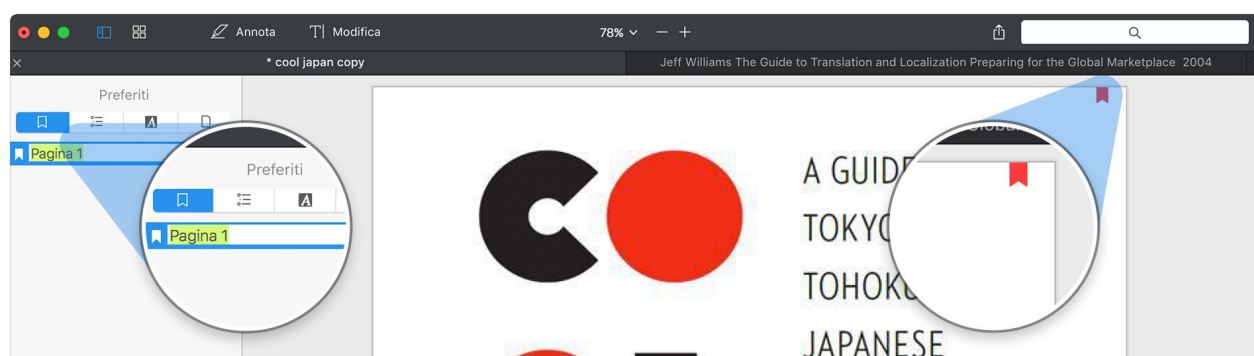 Annota
Modifica
78%
* cool japan copy
Jeff Williams The Guide to Translation and Localization Preparing for the Global Marketplace 2004
Preferiti
A
Pagina 1
Preferiti
A
Pagina 1
CO
A GUIDE
TOKYO
TOHOKU
JAPANESE